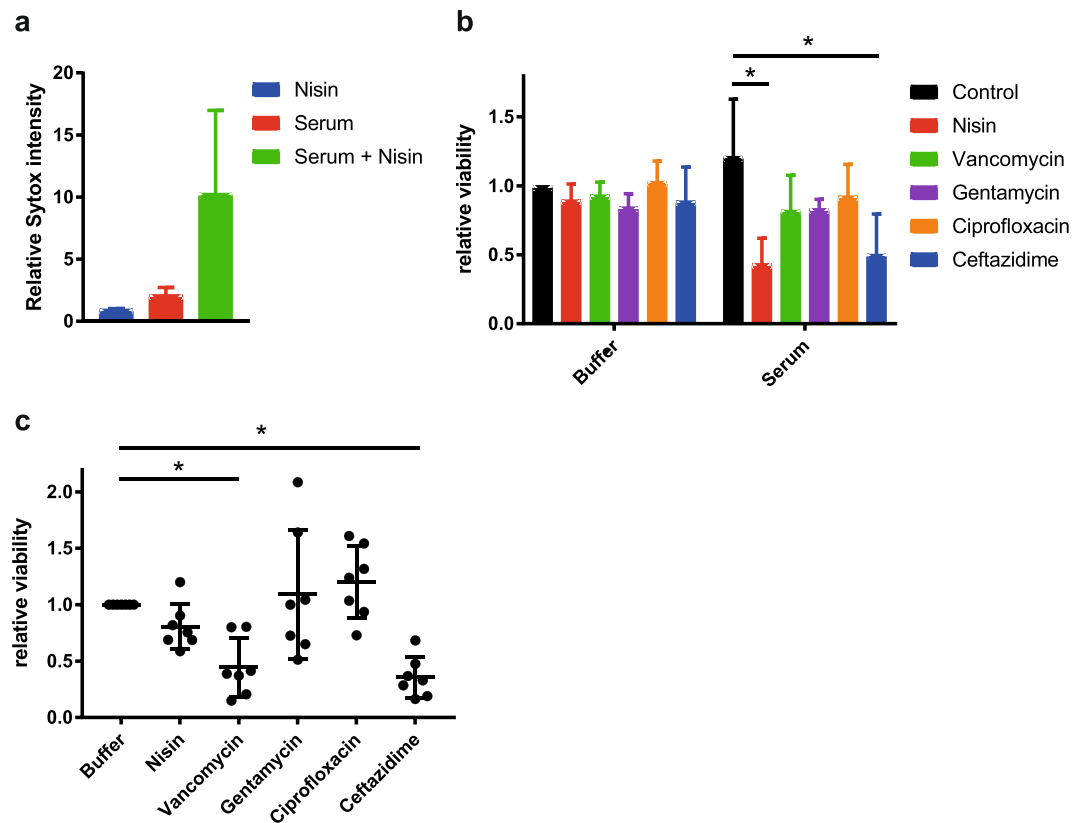 a
Relative Sytox intensity
20
15
10
5
0
Nisin
Serum
Serum + Nisin
b
relative viability
1.5
1.0
0.5
0.0
*
*
Buffer
Serum
Control
Nisin
Vancomycin
Gentamycin
Ciprofloxacin
Ceftazidime
c
relative viability
2.0
1.5
1.0
0.5
0.0
*
*
Buffer
Nisin
Vancomycin
Gentamycin
Ciprofloxacin
Ceftazidime